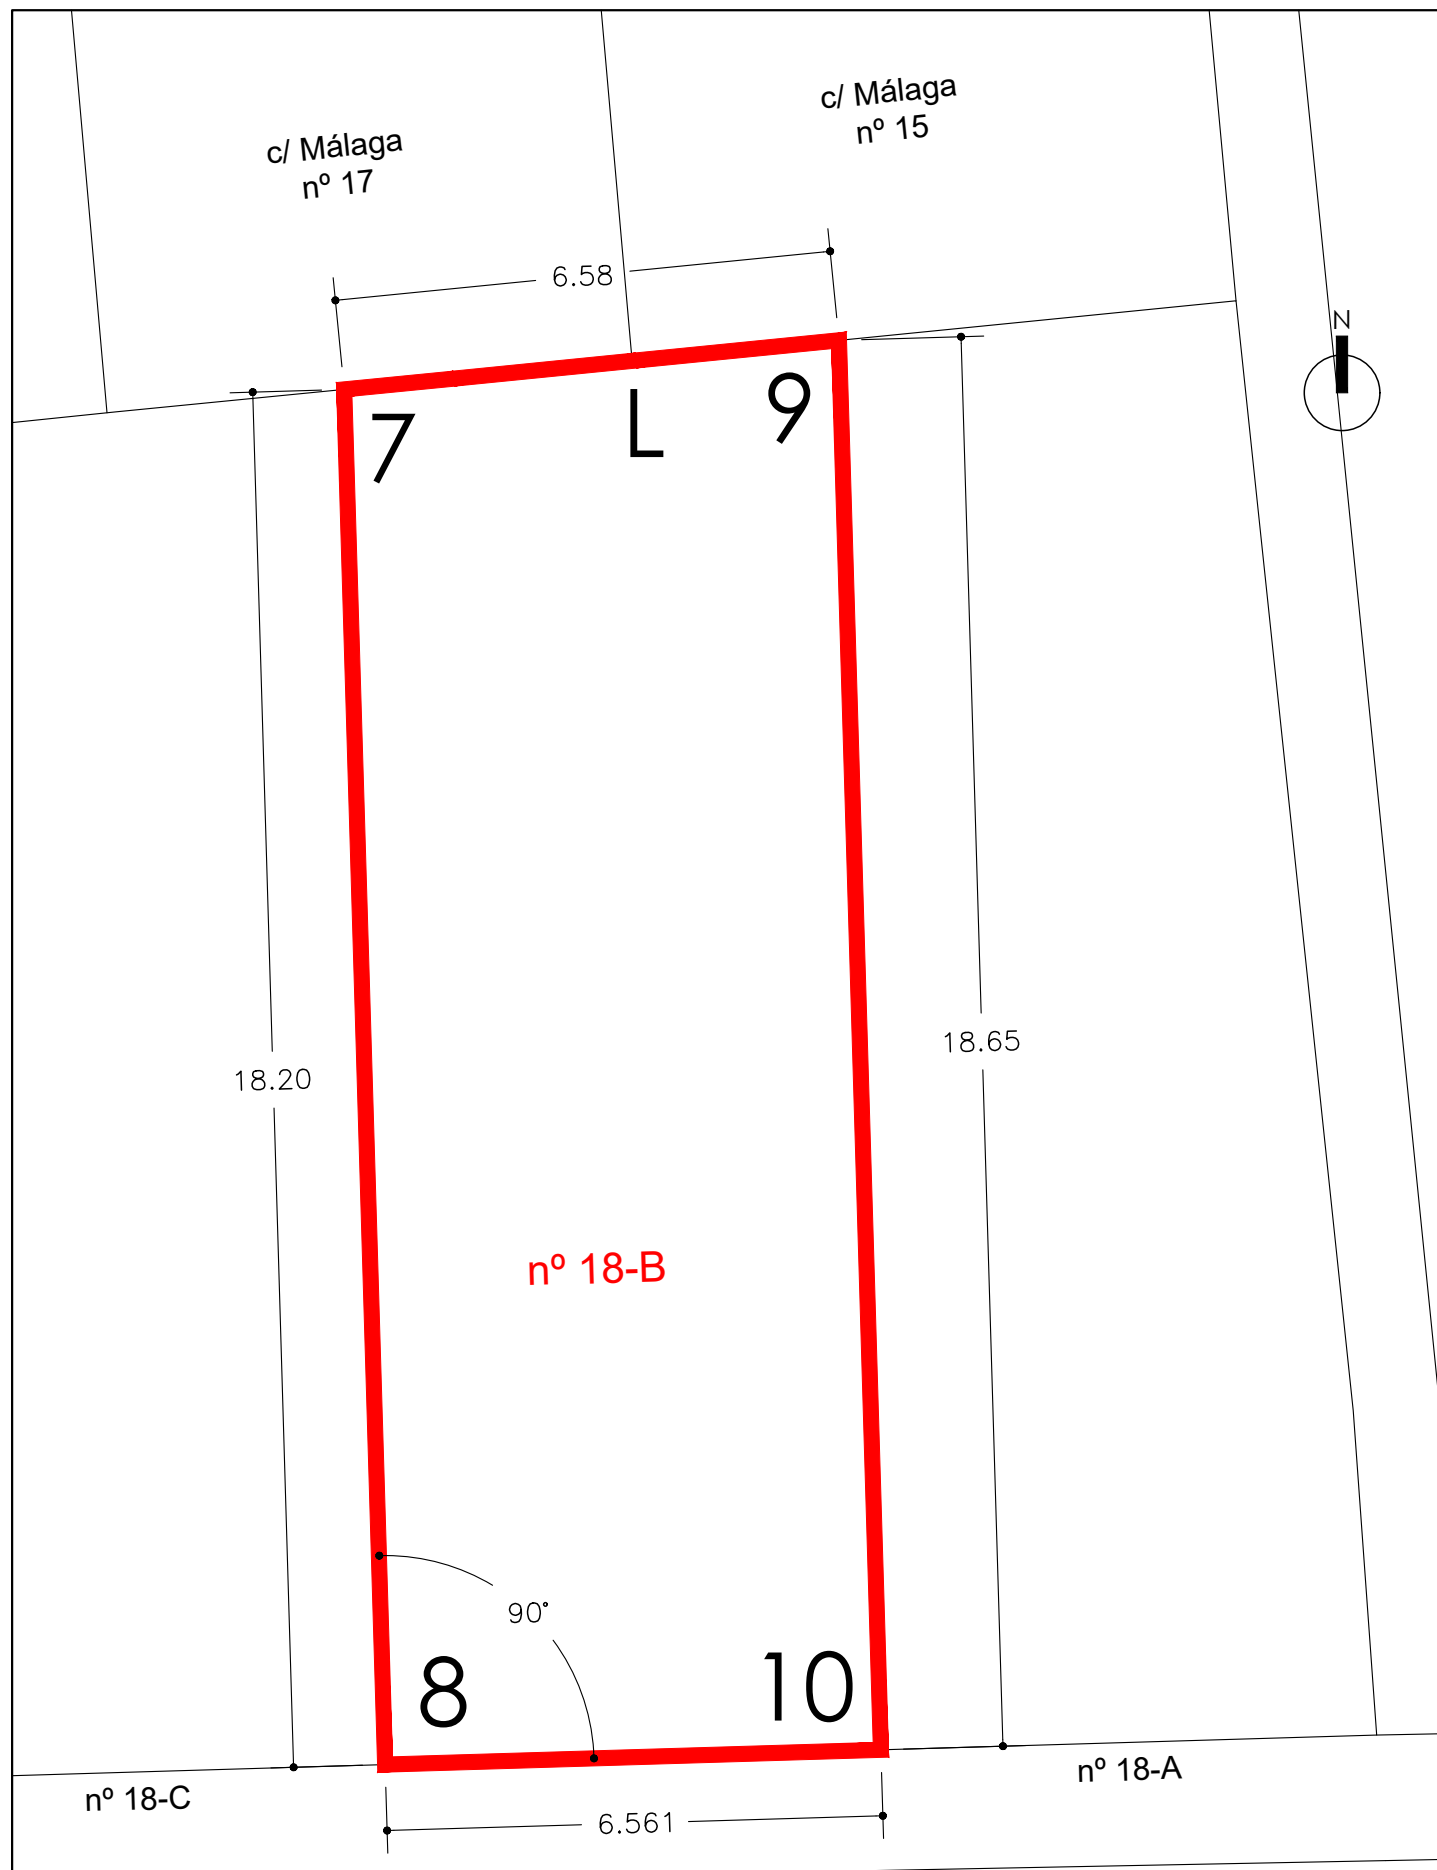 c/ Málaga
nº 17
c/ Málaga
nº 15
6.58
N
7
L
9
18.20
18.65
nº 18-B
90°
8
10
nº 18-C
nº 18-A
6.561